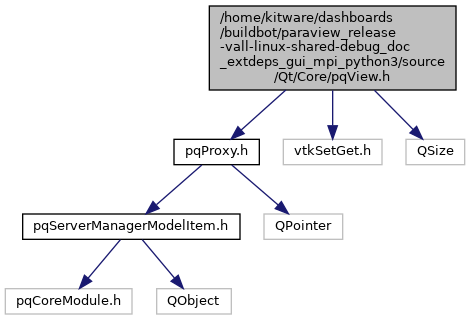 /home/kitware/dashboards
/buildbot/paraview_release
-vall-linux-shared-debug_doc
_extdeps_gui_mpi_python3/source
/Qt/Core/pqView.h
pqProxy.h
vtkSetGet.h
QSize
pqServerManagerModelItem.h
QPointer
pqCoreModule.h
QObject